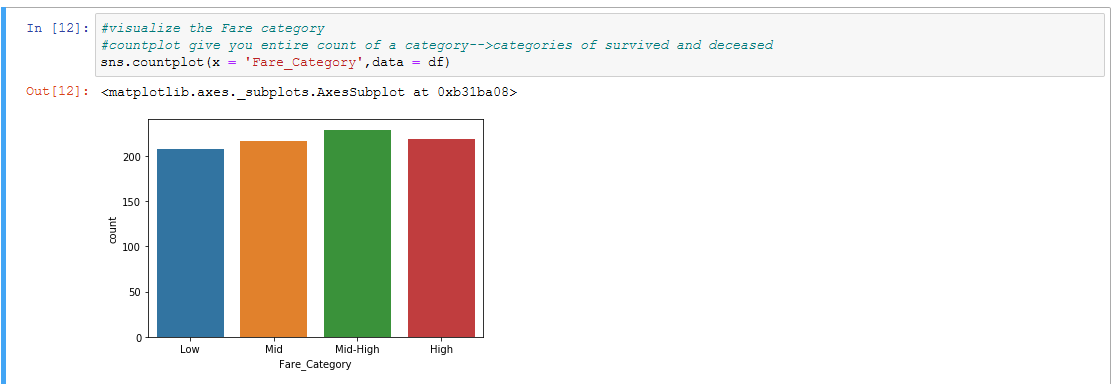 In [12]: #visualize the Fare category
#countplot give you entire count of a category-->categories of survived and deceased
sns.countplot(x = 'Fare_Category',data = df)
Out[12]: <matplotlib.axes._subplots.AxesSubplot at 0xb31ba08>
200
150
100
50
0
count
Low Mid Mid-High High
Fare_Category